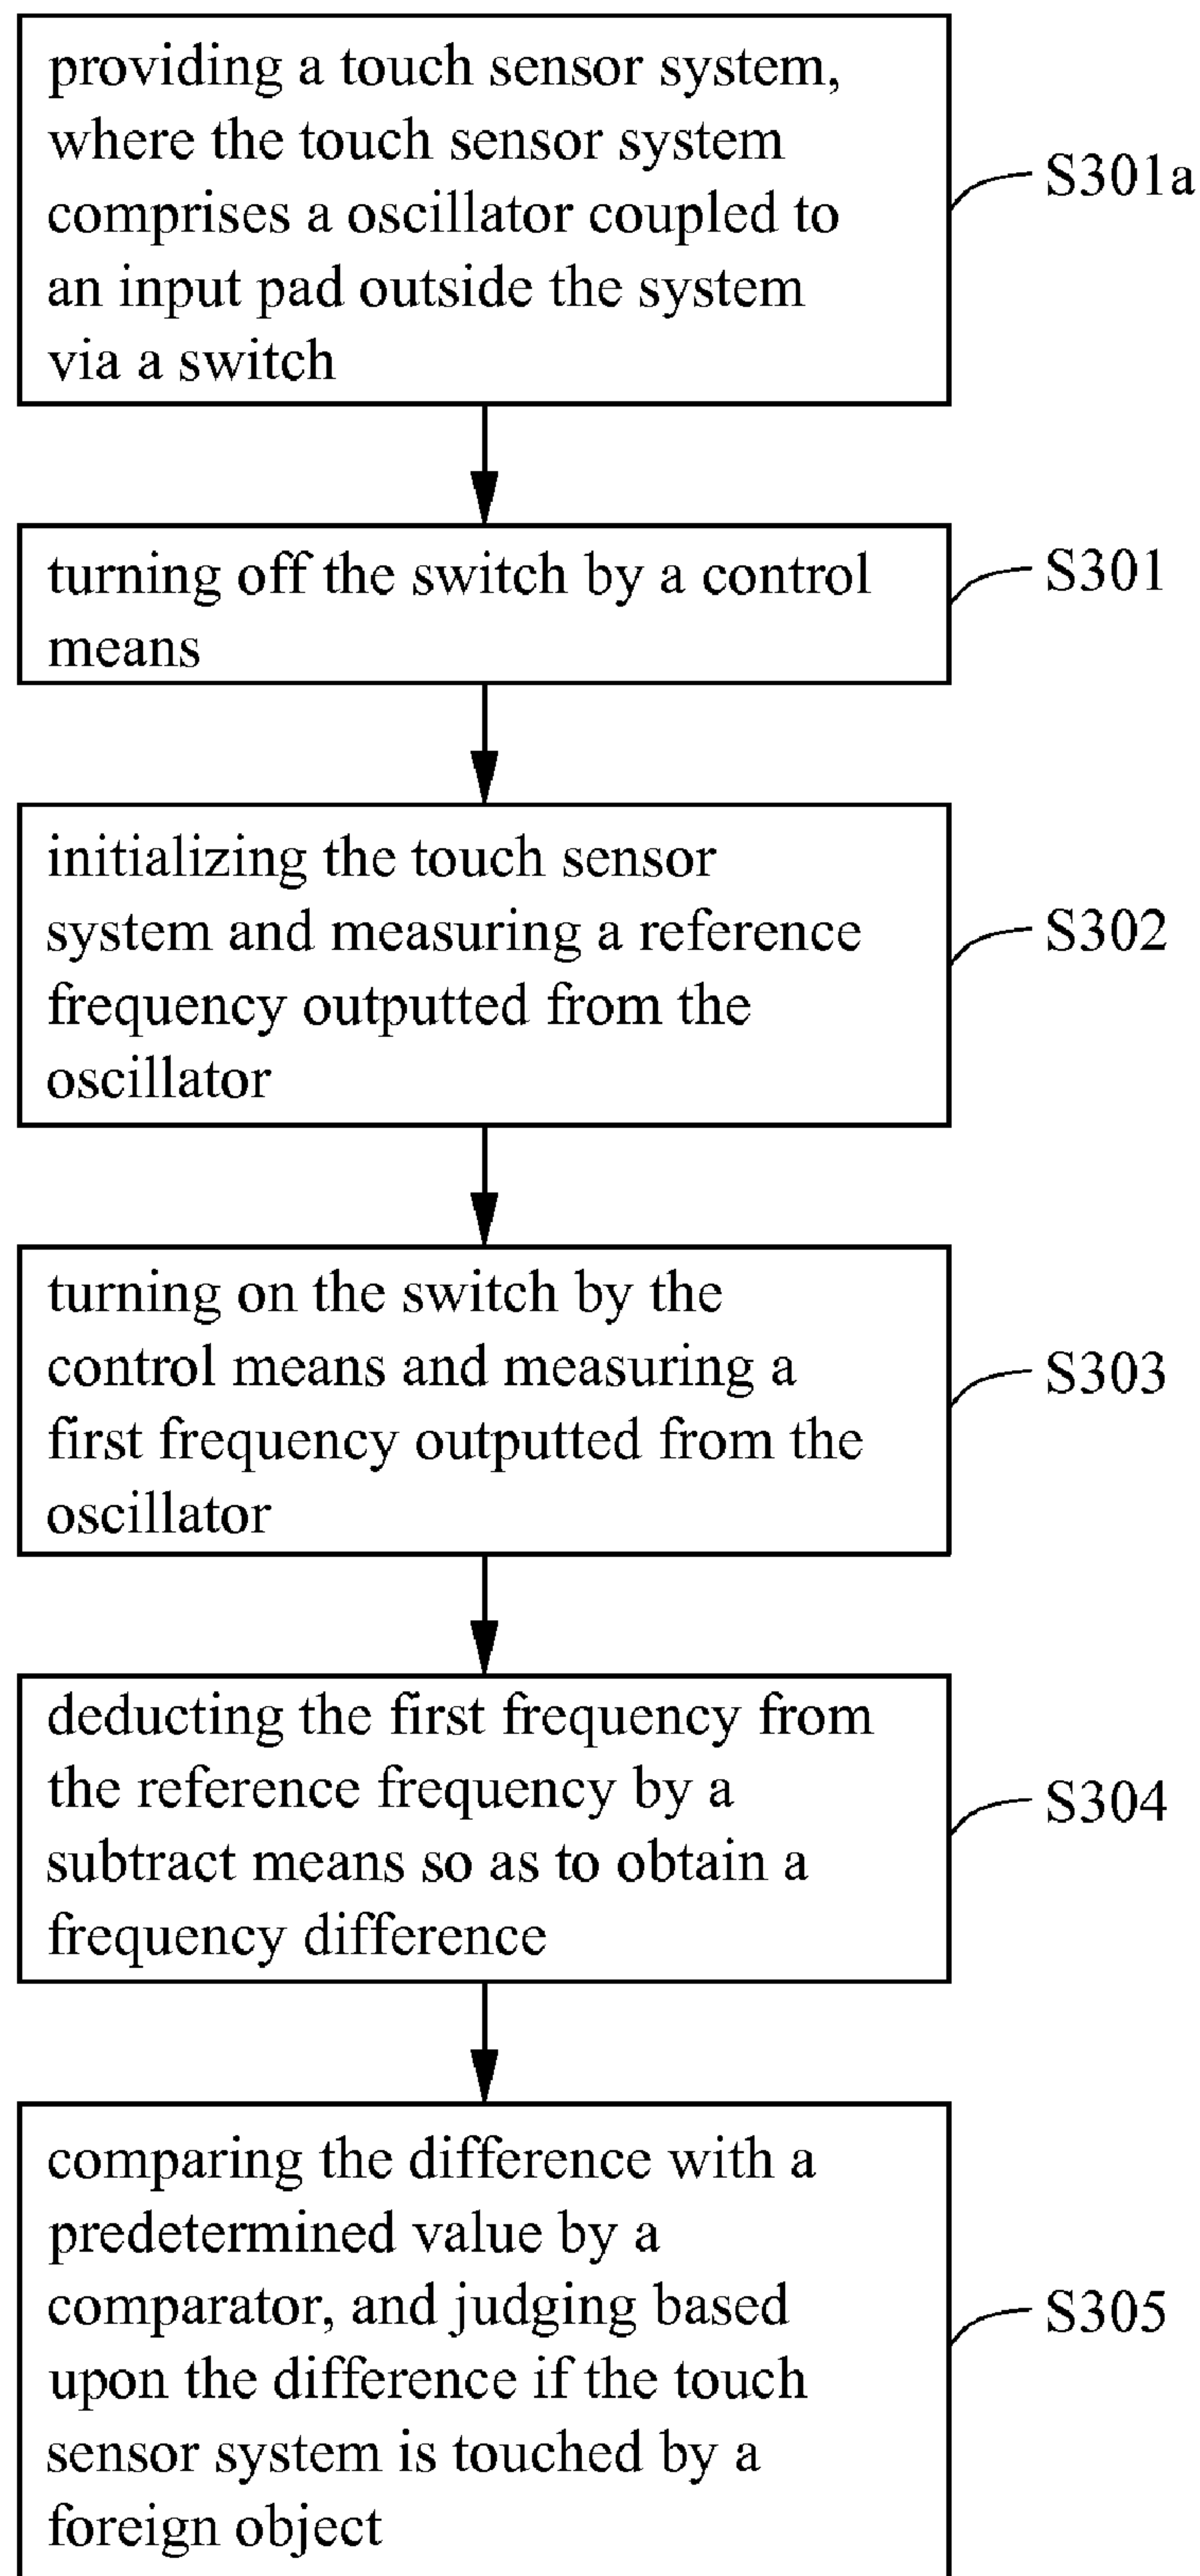 providing a touch sensor system,
where the touch sensor system
comprises a oscillator coupled to
an input pad outside the system
via a switch
S301a
turning off the switch by a control
means
S301
initializing the touch sensor
system and measuring a reference
frequency outputted from the
oscillator
S302
turning on the switch by the
control means and measuring a
first frequency outputted from the
oscillator
S303
deducting the first frequency from
the reference frequency by a
subtract means so as to obtain a
frequency difference
S304
comparing the difference with a
predetermined value by a
comparator, and judging based
upon the difference if the touch
sensor system is touched by a
foreign object
S305